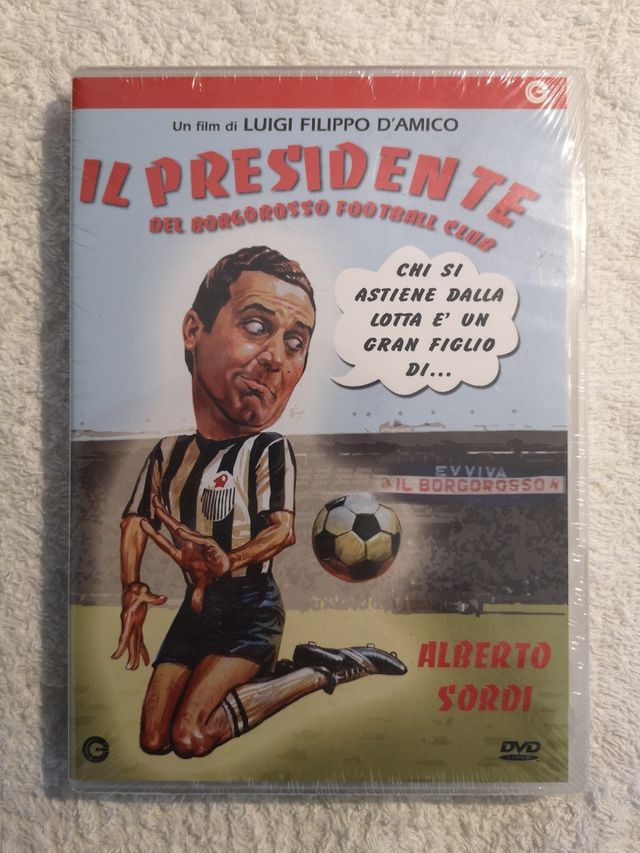 Un film di LUIGI FILIPPO D'AMICO
IL PRESIDENTE
DEL BORGOROSSO FOOTBALL CLUB
CHI SI
ASTIENE DALLA
LOTTA E' UN
GRAN FIGLIO
DI...
EVVIVA
IL BORGOROSSO
ALBERTO
SORDI
DVD
VIDEO